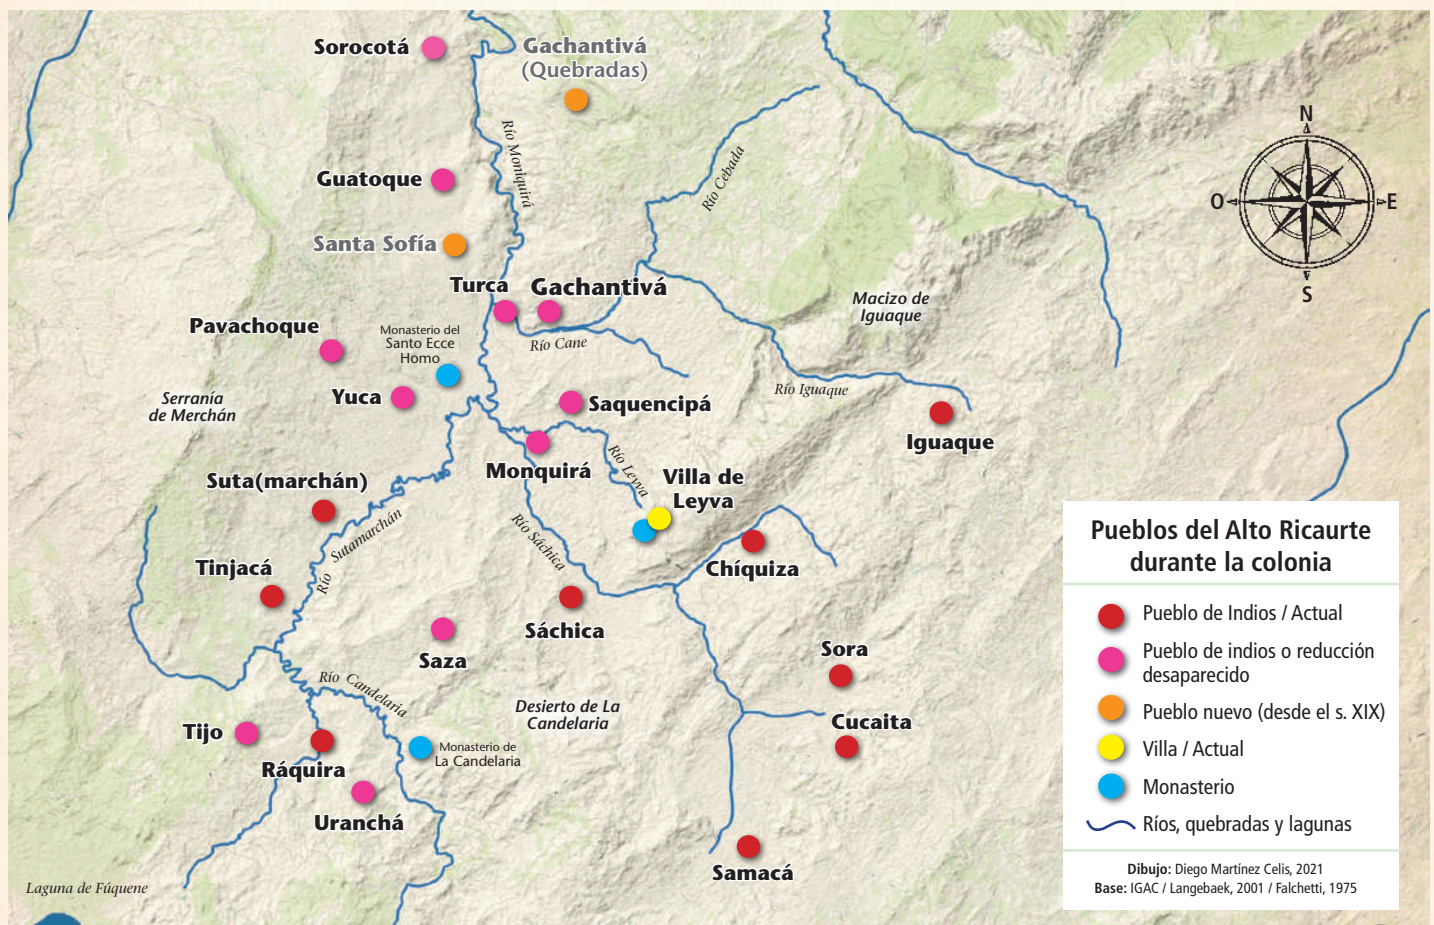 Sorocotá
Gachantivá
(Quebradas)
Río Moniquirá
Río Cebada
Guatoque
Santa Sofía
Turca
Gachantivá
Pavachoque
Monasterio del
Santo Ecce
Homo
Río Cane
Macizo de
Iguaque
Serranía
de Merchán
Yuca
Saquencipá
Río Iguaque
Iguaque
Monquirá
Río Leyva
Villa de
Leyva
Suta(marchán)
Río Sutamarchán
Río Sáchica
Tinjacá
Chíquiza
Sáchica
Saza
Sora
Río Candelaria
Desierto de La
Candelaria
Tijo
Cucaita
Monasterio de
La Candelaria
Ráquira
Uranchá
Samacá
Laguna de Fúquene
N
O
E
S
Pueblos del Alto Ricaurte
durante la colonia
Pueblo de Indios / Actual
Pueblo de indios o reducción
desaparecido
Pueblo nuevo (desde el s. XIX)
Villa / Actual
Monasterio
Ríos, quebradas y lagunas
Dibujo: Diego Martínez Celis, 2021
Base: IGAC / Langebaek, 2001 / Falchetti, 1975